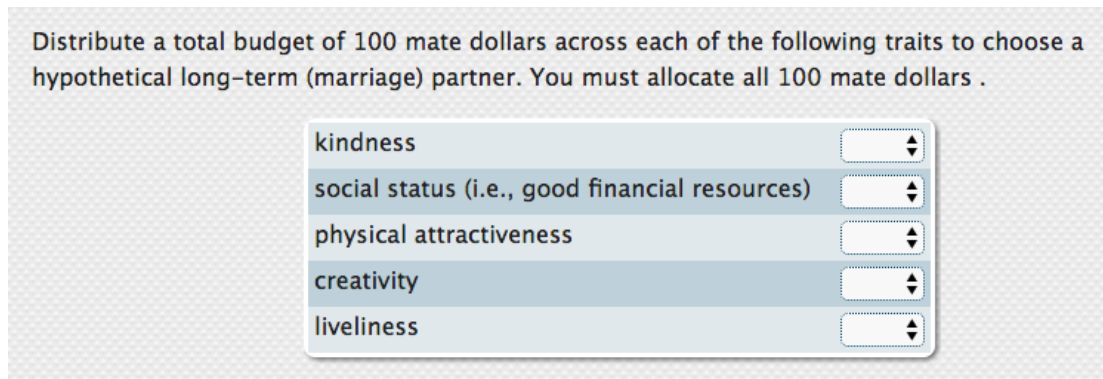 Distribute a total budget of 100 mate dollars across each of the following traits to choose a
hypothetical long-term (marriage) partner. You must allocate all 100 mate dollars .
kindness
social status (i.e., good financial resources)
physical attractiveness
creativity
liveliness